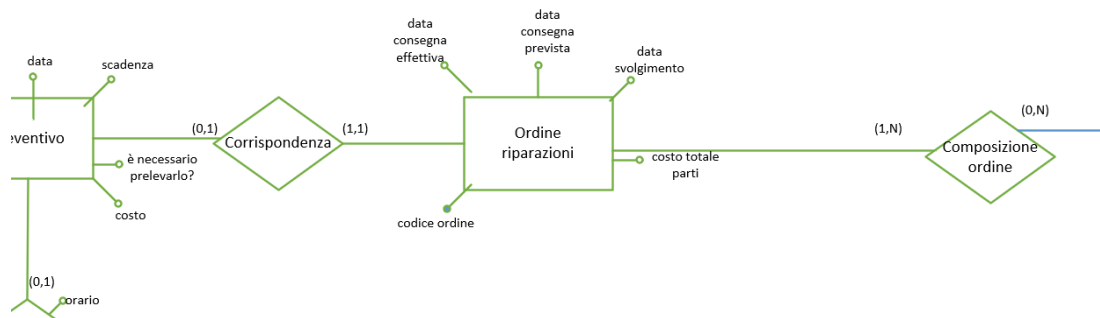 data
consegna
effettiva
data
consegna
prevista
data
svolgimento
data
scadenza
(0,1)
Corrispondenza
(1,1)
Ordine
riparazioni
(1,N)
(0,N)
Composizione
ordine
eventivo
è necessario
prelevarlo?
costo
costo totale
parti
codice ordine
(0,1)
orario